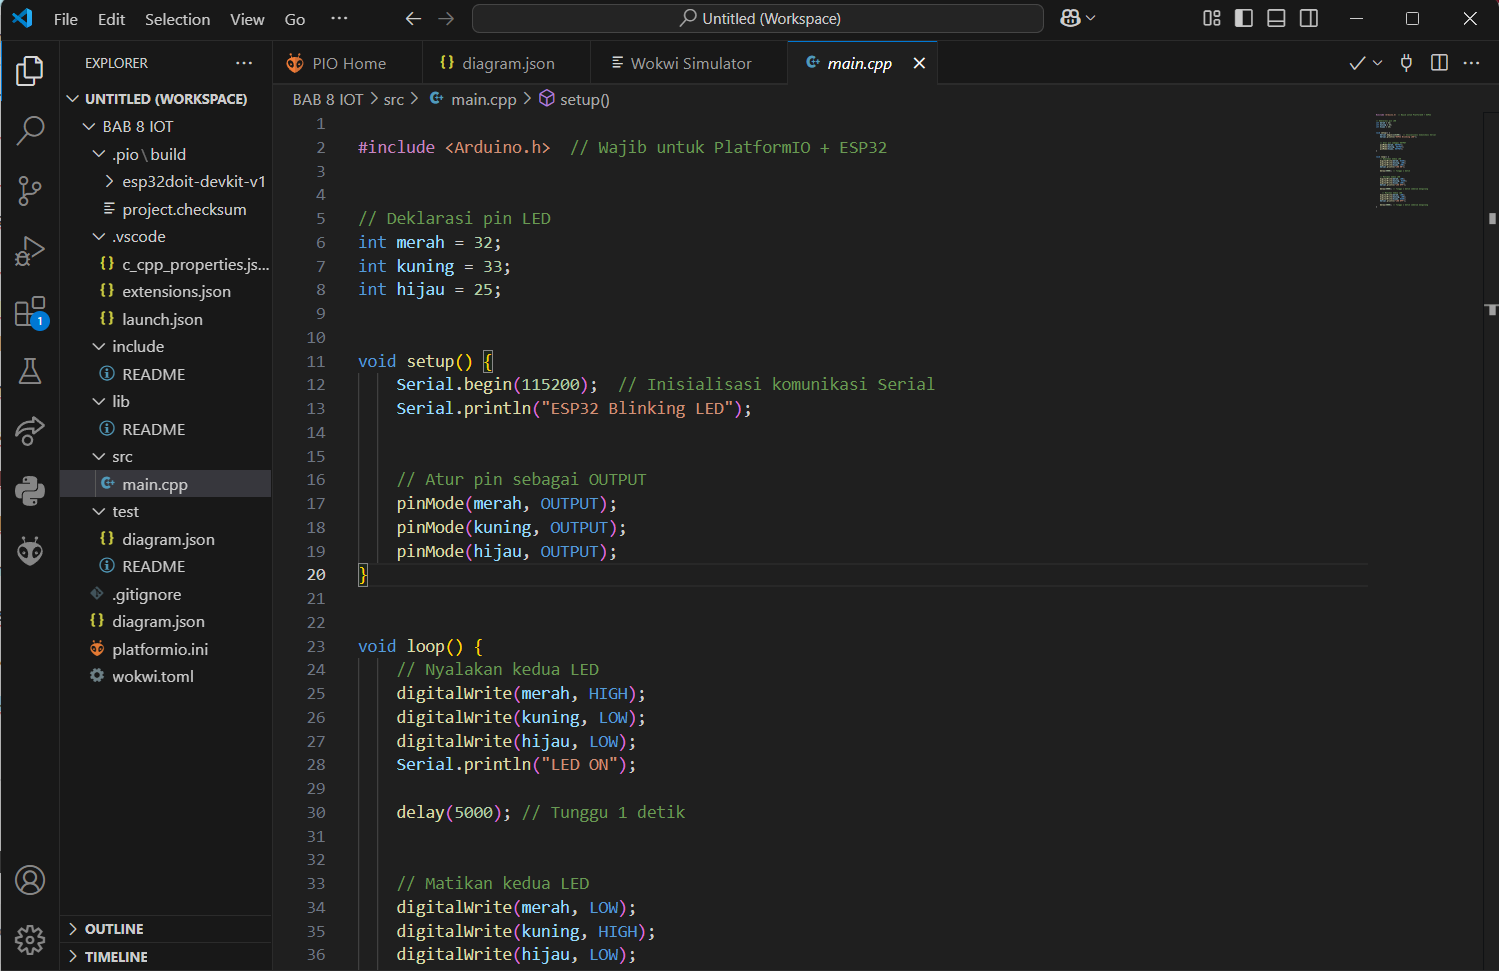 File Edit Selection View Go ··· Untitled (Workspace)
EXPLORER ···
PIO Home
diagram.json
Wokwi Simulator
main.cpp
UNTITLED (WORKSPACE)
BAB 8 IOT
.pio\build
esp32doit-devkit-v1
project.checksum
.vscode
c_cpp_properties.js...
extensions.json
launch.json
include
README
lib
README
src
main.cpp
test
diagram.json
README
.gitignore
diagram.json
platformio.ini
wokwi.toml
OUTLINE
TIMELINE
1
BAB 8 IOT > src > main.cpp > setup()
1
2 #include <Arduino.h>  // Wajib untuk PlatformIO + ESP32
3
4
5 // Deklarasi pin LED
6 int merah = 32;
7 int kuning = 33;
8 int hijau = 25;
9
10
11 void setup() {
12     Serial.begin(115200);  // Inisialisasi komunikasi Serial
13     Serial.println("ESP32 Blinking LED");
14
15
16     // Atur pin sebagai OUTPUT
17     pinMode(merah, OUTPUT);
18     pinMode(kuning, OUTPUT);
19     pinMode(hijau, OUTPUT);
20 }
21
22
23 void loop() {
24     // Nyalakan kedua LED
25     digitalWrite(merah, HIGH);
26     digitalWrite(kuning, LOW);
27     digitalWrite(hijau, LOW);
28     Serial.println("LED ON");
29
30     delay(5000); // Tunggu 1 detik
31
32
33     // Matikan kedua LED
34     digitalWrite(merah, LOW);
35     digitalWrite(kuning, HIGH);
36     digitalWrite(hijau, LOW);